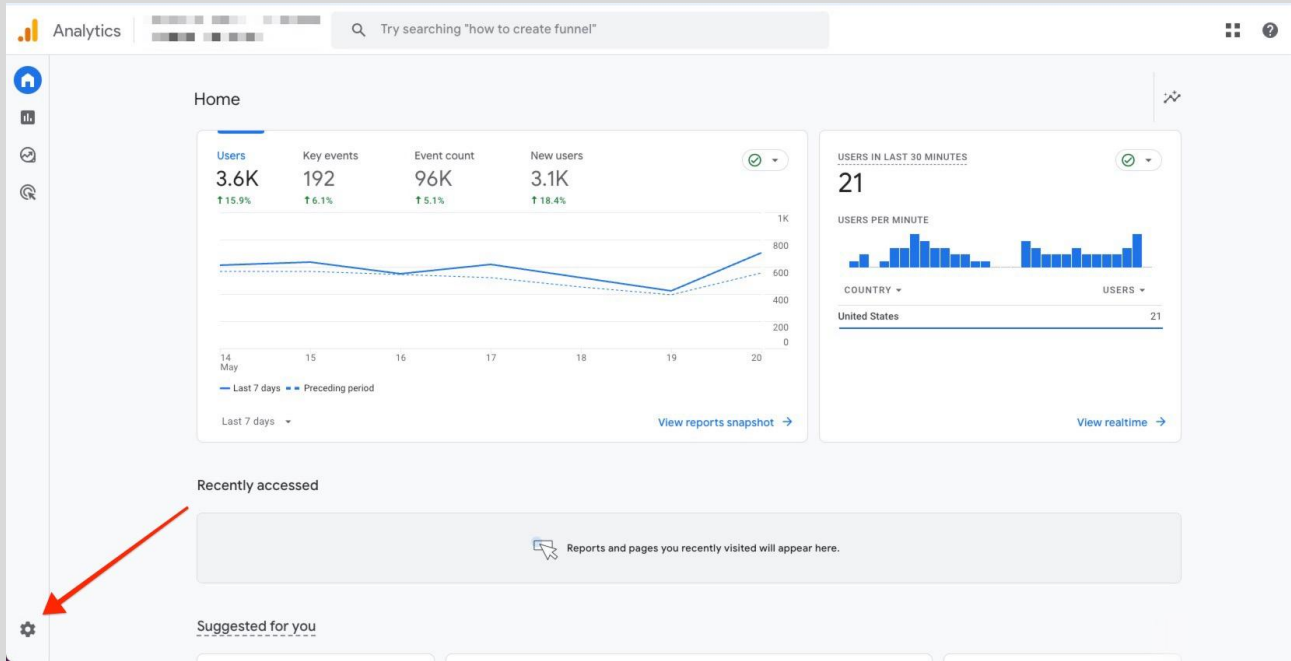 Analytics
Try searching "how to create funnel"
Home
Users Key events Event count New users
3.6K 192 96K 3.1K
↑ 15.9% ↑ 6.1% ↑ 5.1% ↑ 18.4%
1K
800
600
400
200
0
14 15 16 17 18 19 20
May
Last 7 days Preceding period
Last 7 days
View reports snapshot →
USERS IN LAST 30 MINUTES
21
USERS PER MINUTE
COUNTRY USERS
United States 21
View realtime →
Recently accessed
Reports and pages you recently visited will appear here.
Suggested for you